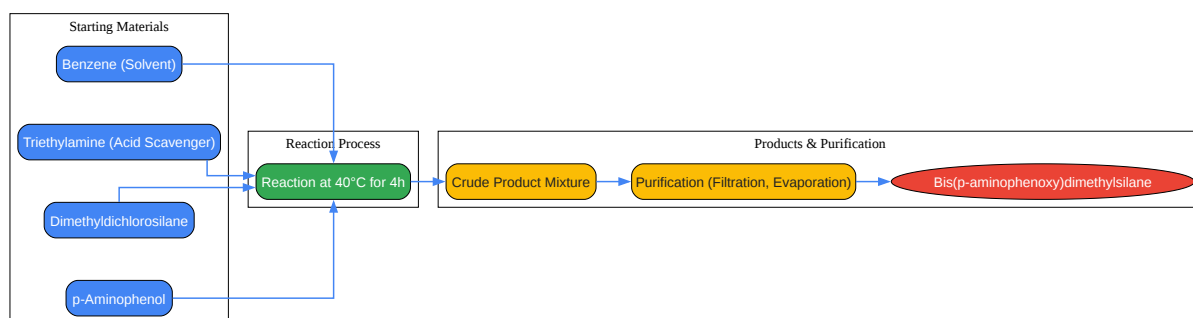 Starting Materials
Benzene (Solvent)
Triethylamine (Acid Scavenger)
Dimethyldichlorosilane
p-Aminophenol
Reaction Process
Reaction at 40°C for 4h
Products & Purification
Crude Product Mixture
Purification (Filtration, Evaporation)
Bis(p-aminophenoxy)dimethylsilane